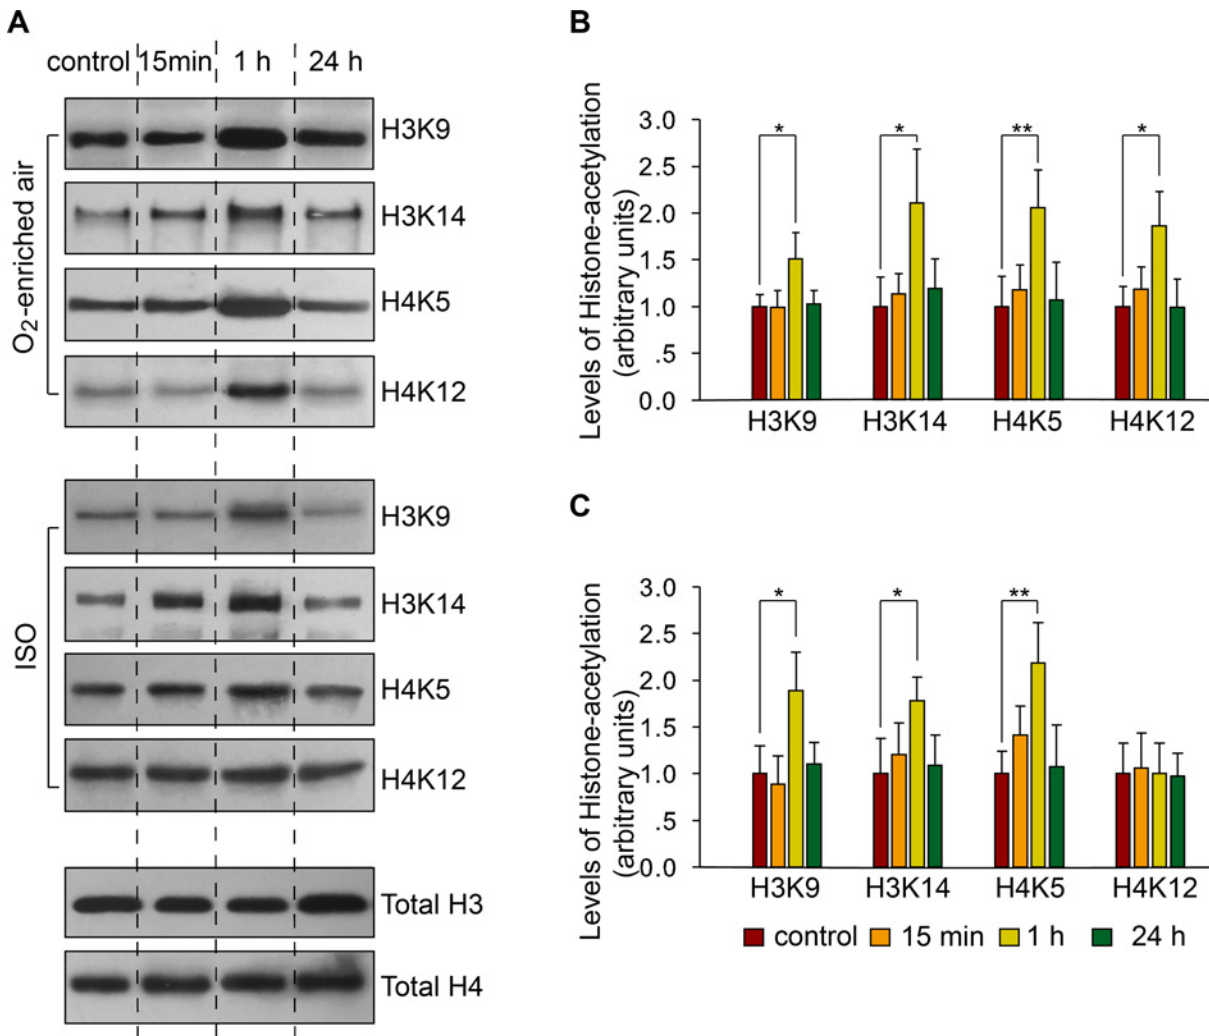 A
control 15min 1 h 24 h
O2-enriched air
H3K9
H3K14
H4K5
H4K12
ISO
H3K9
H3K14
H4K5
H4K12
Total H3
Total H4
B
Levels of Histone-acetylation
(arbitrary units)
3.0
2.5
2.0
1.5
1.0
.5
0.0
* * ** *
H3K9 H3K14 H4K5 H4K12
C
Levels of Histone-acetylation
(arbitrary units)
3.0
2.5
2.0
1.5
1.0
.5
0.0
* * **
H3K9 H3K14 H4K5 H4K12
control 15 min 1 h 24 h